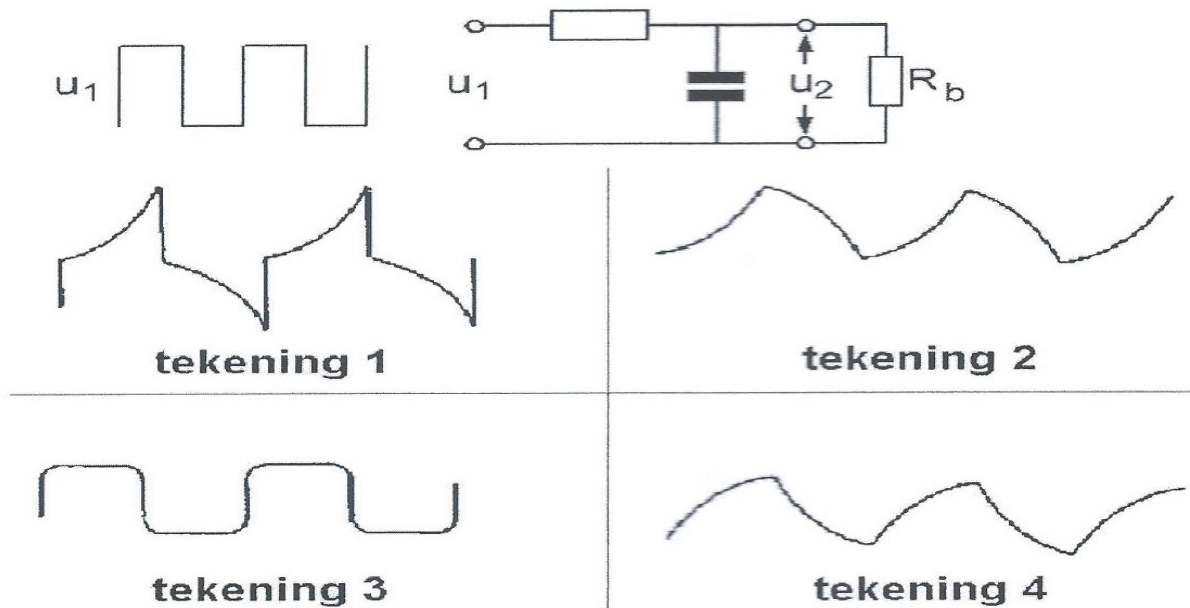 u1
u1
u2
Rb
tekening 1
tekening 2
tekening 3
tekening 4